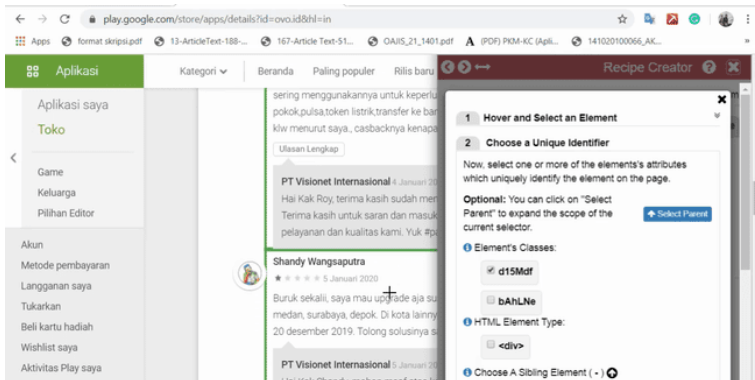 play.google.com/store/apps/details?id=ovo.id&hl=in
Apps format skripsi.pdf 13-ArticleText-188-... 167-Article Text-51... OAJIS_21_1401.pdf (PDF) PKM-KC (Apli... 141020100066_AK...
Aplikasi
Kategori
Beranda
Paling populer
Rilis baru
Recipe Creator
Aplikasi saya
Toko
Game
Keluarga
Pilihan Editor
Akun
Metode pembayaran
Langganan saya
Tukarkan
Beli kartu hadiah
Wishlist saya
Aktivitas Play saya
sering menggunakannya untuk keperlu
pokok,pulsa,token listrik,transfer ke ban
klw menurut saya., casbacknya kenapa
Ulasan Lengkap
PT Visionet Internasional 4 Januari 20
Hai Kak Roy, terima kasih sudah men
Terima kasih untuk saran dan masuk
pelayanan dan kualitas kami. Yuk #pa
Shandy Wangsaputra
5 Januari 2020
Buruk sekalii, saya mau upgrade aja su
medan, surabaya, depok. Di kota lainny
20 desember 2019. Tolong solusinya s
PT Visionet Internasional 5 Januari 20
1 Hover and Select an Element
2 Choose a Unique Identifier
Now, select one or more of the elements's attributes
which uniquely identify the element on the page.
Optional: You can click on "Select
Parent" to expand the scope of the
current selector.
Select Parent
Element's Classes:
d15Mdf
bAhLNe
HTML Element Type:
<div>
Choose A Sibling Element ( - )